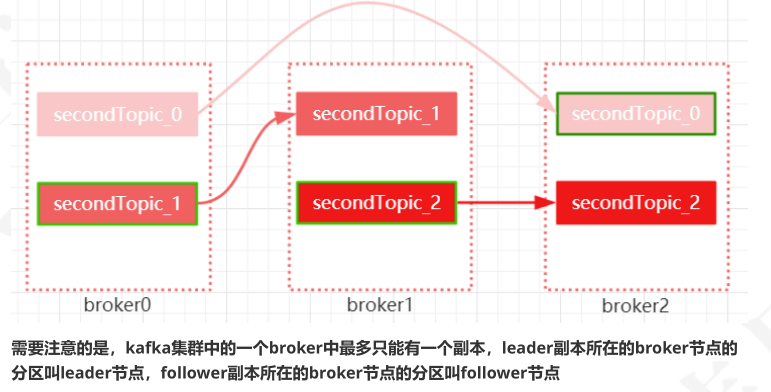 secondTopic_0
secondTopic_1
secondTopic_0
secondTopic_1
secondTopic_2
secondTopic_2
broker0
broker1
broker2
需要注意的是，kafka集群中的一个broker中最多只能有一个副本，leader副本所在的broker节点的
分区叫leader节点，follower副本所在的broker节点的分区叫follower节点